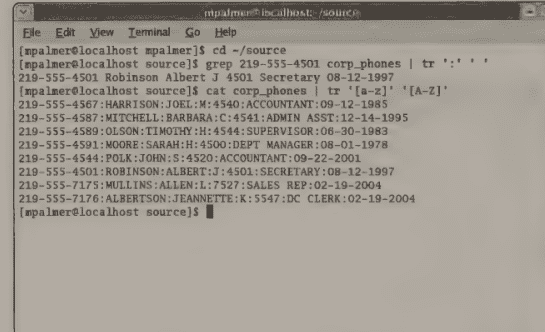 mpalmer@localhost:~/source
File Edit View Terminal Go Help
[mpalmer@localhost mpalmer]$ cd ~/source
[mpalmer@localhost source]$ grep 219-555-4501 corp_phones | tr ':' ' '
219-555-4501 Robinson Albert J 4501 Secretary 08-12-1997
[mpalmer@localhost source]$ cat corp_phones | tr '[a-z]' '[A-Z]'
219-555-4567:HARRISON:JOEL:M:4540:ACCOUNTANT:09-12-1985
219-555-4587:MITCHELL:BARBARA:C:4541:ADMIN ASST:12-14-1995
219-555-4589:OLSON:TIMOTHY:H:4544:SUPERVISOR:06-30-1983
219-555-4591:MOORE:SARAH:H:4500:DEPT MANAGER:08-01-1978
219-555-4544:POLK:JOHN:S:4520:ACCOUNTANT:09-22-2001
219-555-4501:ROBINSON:ALBERT:J:4501:SECRETARY:08-12-1997
219-555-7175:MULLINS:ALLEN:L:7527:SALES REP:02-19-2004
219-555-7176:ALBERTSON:JEANNETTE:K:5547:DC CLERK:02-19-2004
[mpalmer@localhost source]$